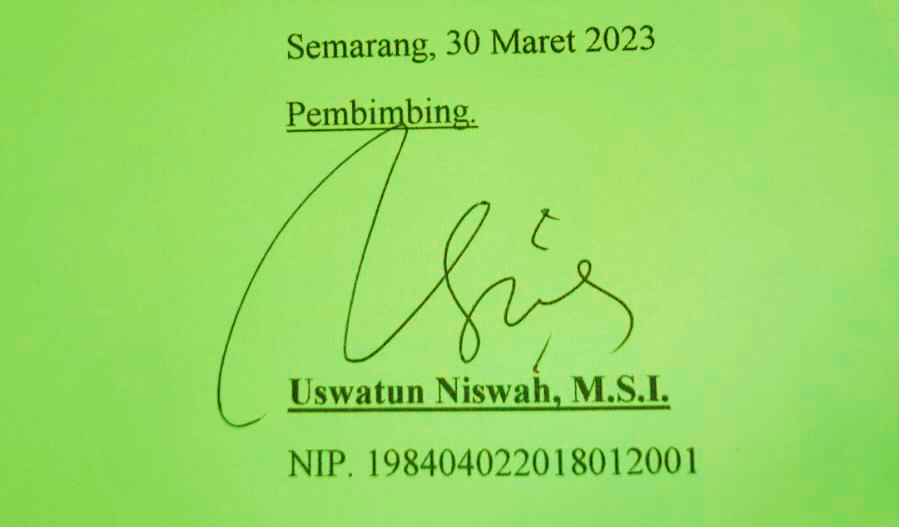 Semarang, 30 Maret 2023
Pembimbing.
Uswatun Niswah, M.S.I.
NIP. 198404022018012001